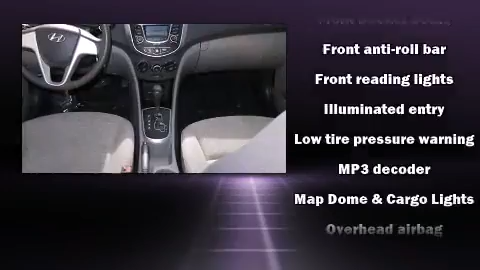 Front anti-roll bar
Front reading lights
Illuminated entry
Low tire pressure warning
MP3 decoder
Map Dome & Cargo Lights
Overhead airbag